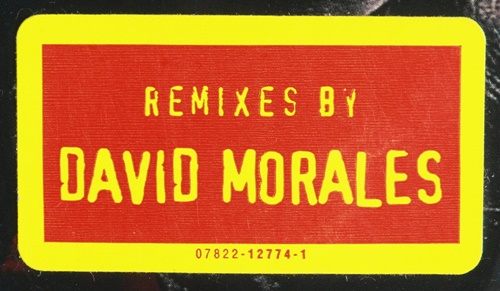 REMIXES BY
DAVID MORALES
07822-12774-1